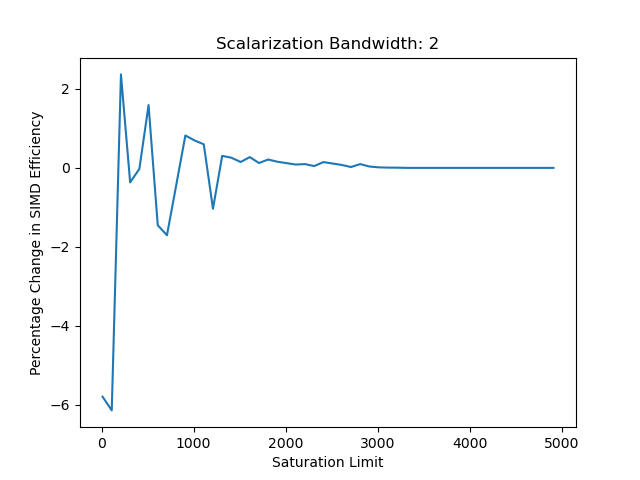 Scalarization Bandwidth: 2
Percentage Change in SIMD Efficiency
2
0
−2
−4
−6
0 1000 2000 3000 4000 5000
Saturation Limit